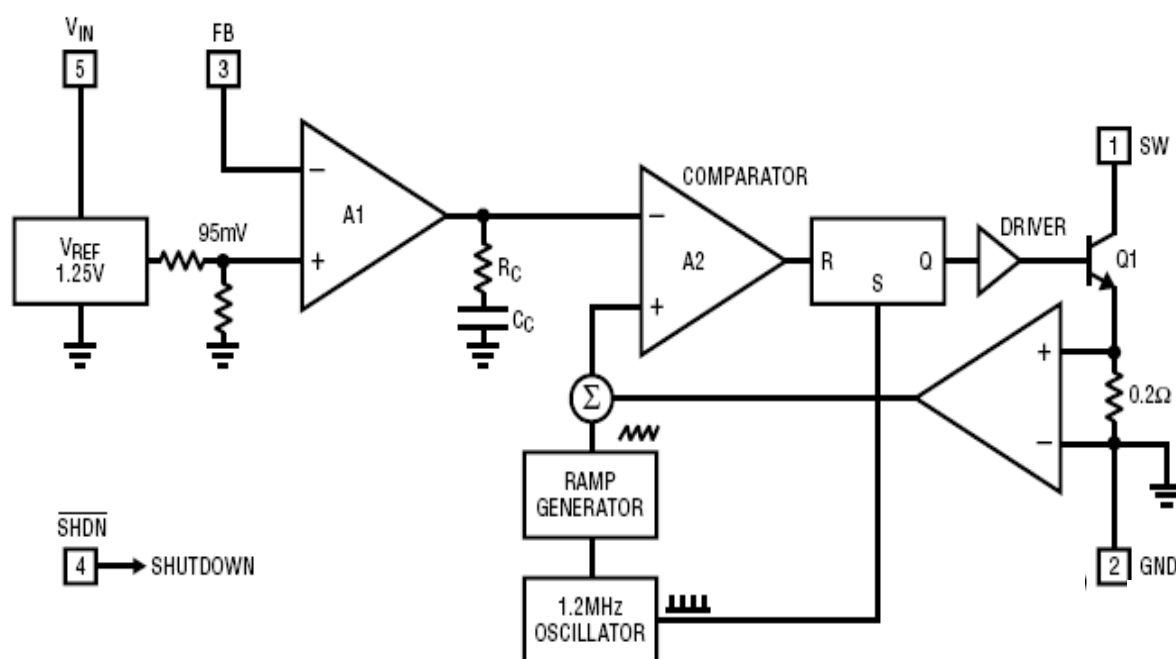 VIN
5
FB
3
1 SW
COMPARATOR
− A1 +
− A2 +
VREF
1.25V
95mV
RC
CC
R Q
S
DRIVER
Q1
+
−
0.2Ω
Σ
RAMP
GENERATOR
SHDN
4 SHUTDOWN
1.2MHz
OSCILLATOR
2 GND